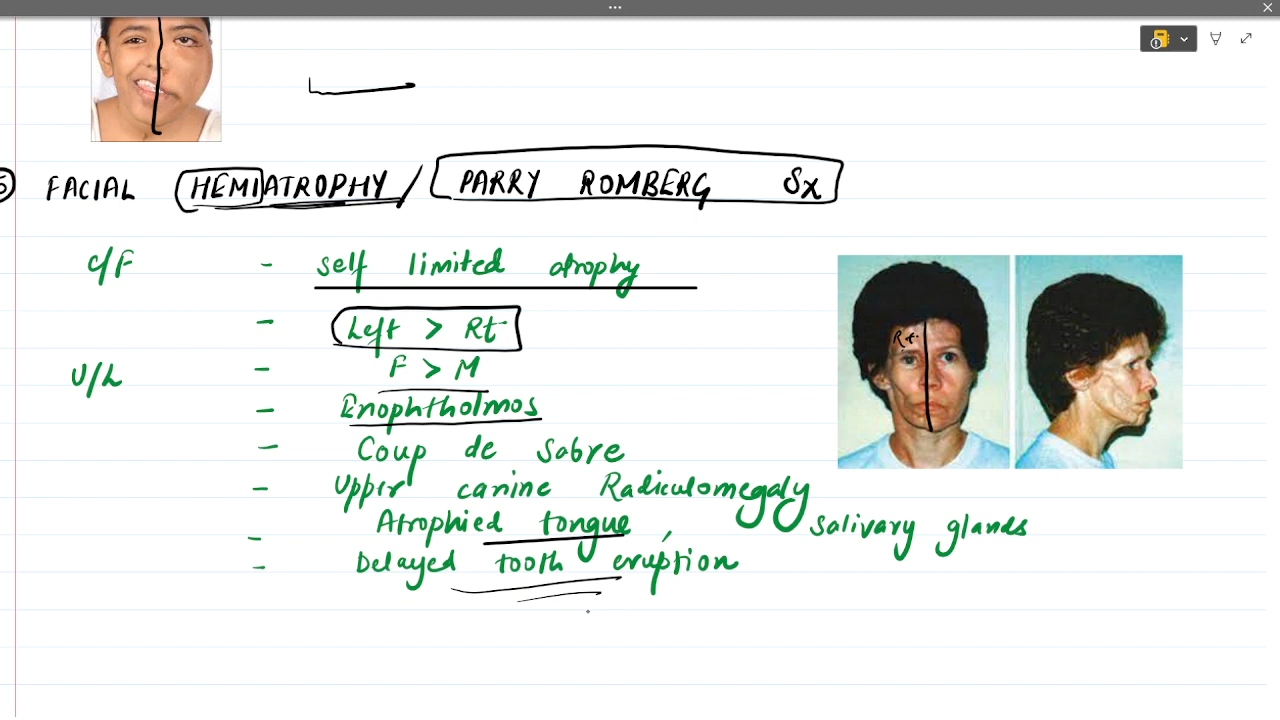 5 FACIAL HEMIATROPHY / PARRY ROMBERG Sx
C/F - self limited atrophy
- Left > Rt
U/L - F > M
- Enophthalmos
- Coup de Sabre
- Upper canine Radiculomegaly
- Atrophied tongue, salivary glands
- Delayed tooth eruption
Rt.